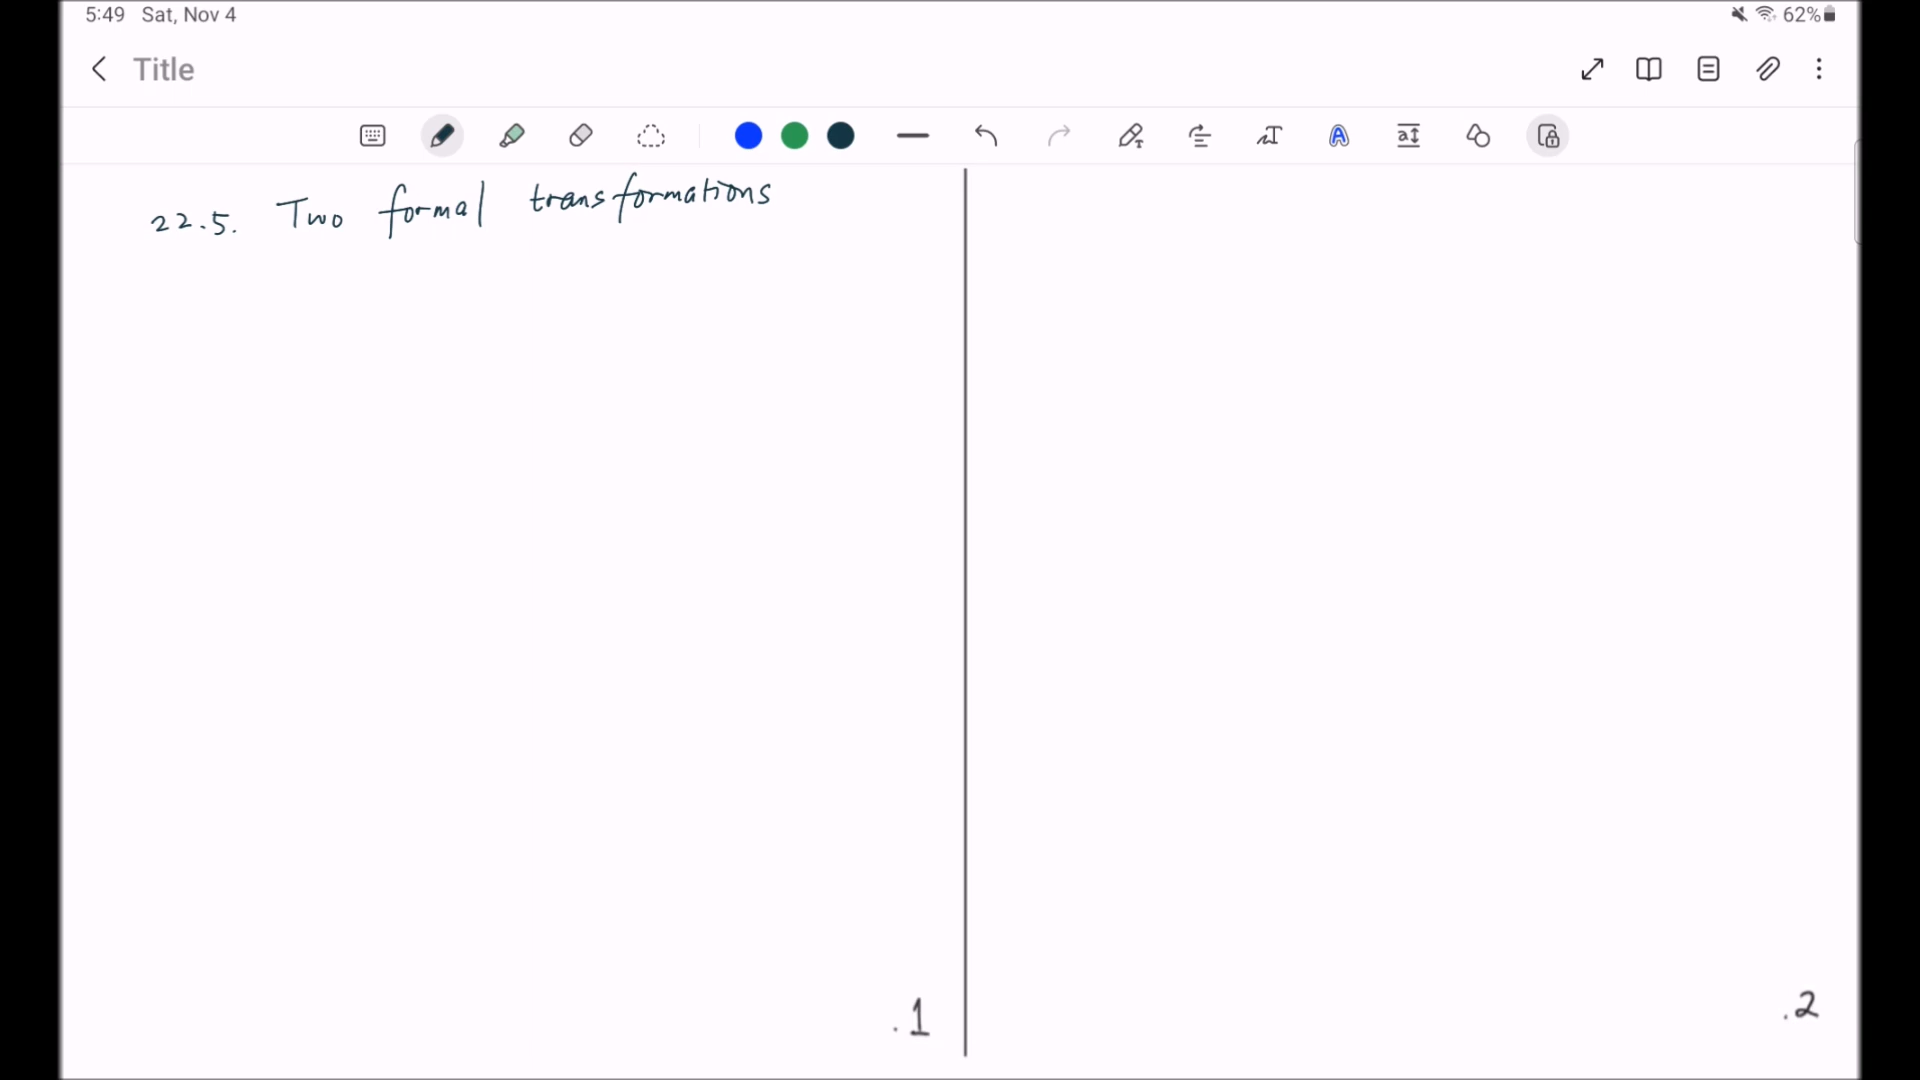 5:49 Sat, Nov 4 62%
Title
22.5. Two formal transformations
.1
.2